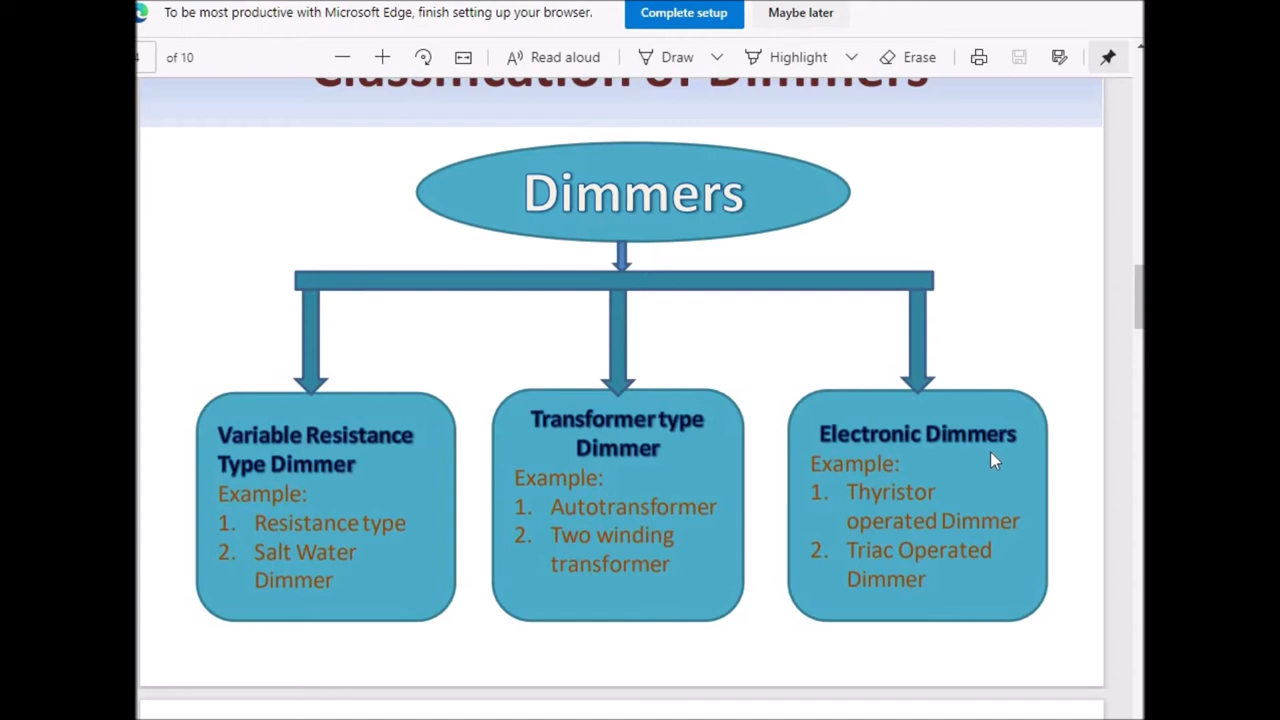 To be most productive with Microsoft Edge, finish setting up your browser.
Complete setup
Maybe later
of 10
Read aloud
Draw
Highlight
Erase
Classification of Dimmers
Dimmers
Variable Resistance
Type Dimmer
Example:
1. Resistance type
2. Salt Water
Dimmer
Transformer type
Dimmer
Example:
1. Autotransformer
2. Two winding
transformer
Electronic Dimmers
Example:
1. Thyristor
operated Dimmer
2. Triac Operated
Dimmer